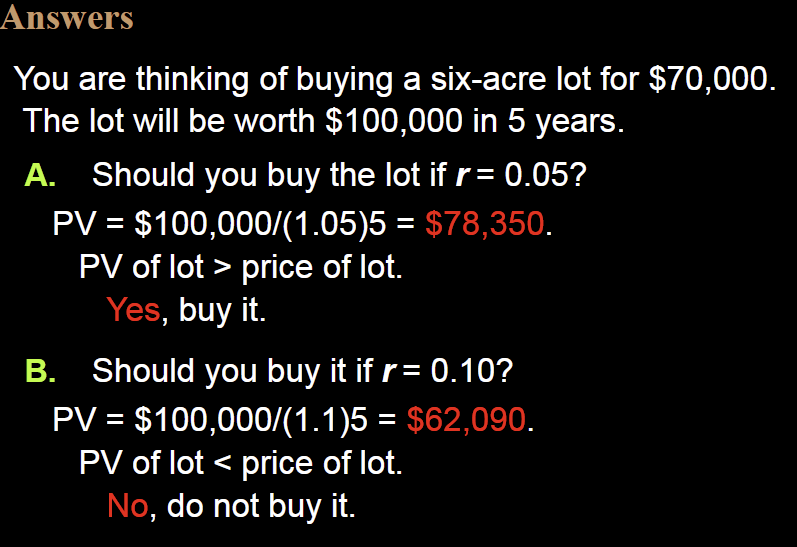 Answers
You are thinking of buying a six-acre lot for $70,000.
The lot will be worth $100,000 in 5 years.
A. Should you buy the lot if r = 0.05?
PV = $100,000/(1.05)5 = $78,350.
PV of lot > price of lot.
Yes, buy it.
B. Should you buy it if r = 0.10?
PV = $100,000/(1.1)5 = $62,090.
PV of lot < price of lot.
No, do not buy it.